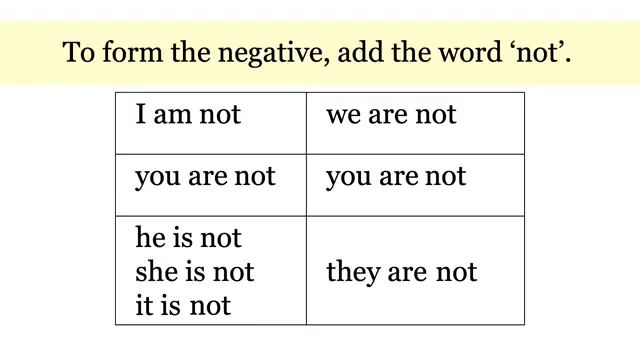 To form the negative, add the word ‘not’.
I am not
we are not
you are not
you are not
he is not
she is not
it is not
they are not